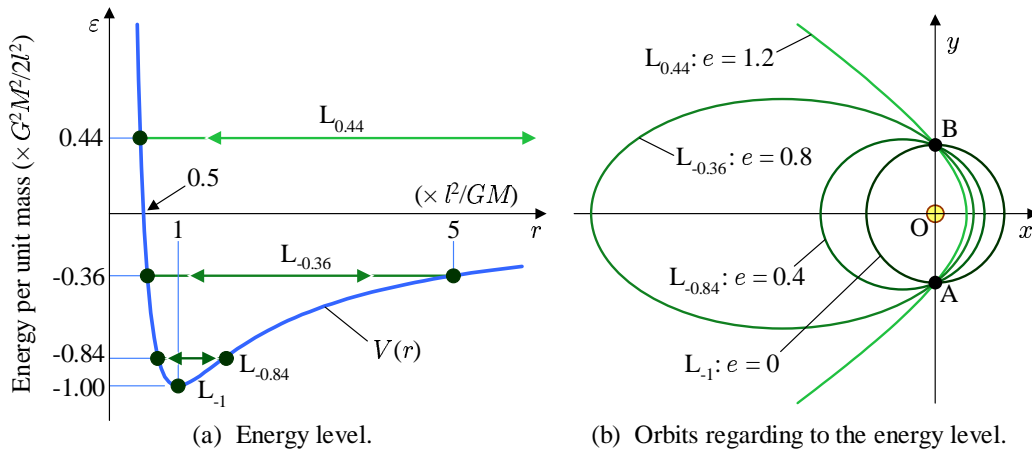 ε
Energy per unit mass (× G²M²/2l²)
0.44
L₀.₄₄
0.5
(× l²/GM)
r
1
5
-0.36
L₋₀.₃₆
V(r)
-0.84
L₋₀.₈₄
-1.00
L₋₁
(a) Energy level.
y
L₀.₄₄: e = 1.2
B
L₋₀.₃₆: e = 0.8
O
x
L₋₀.₈₄: e = 0.4
A
L₋₁: e = 0
(b) Orbits regarding to the energy level.